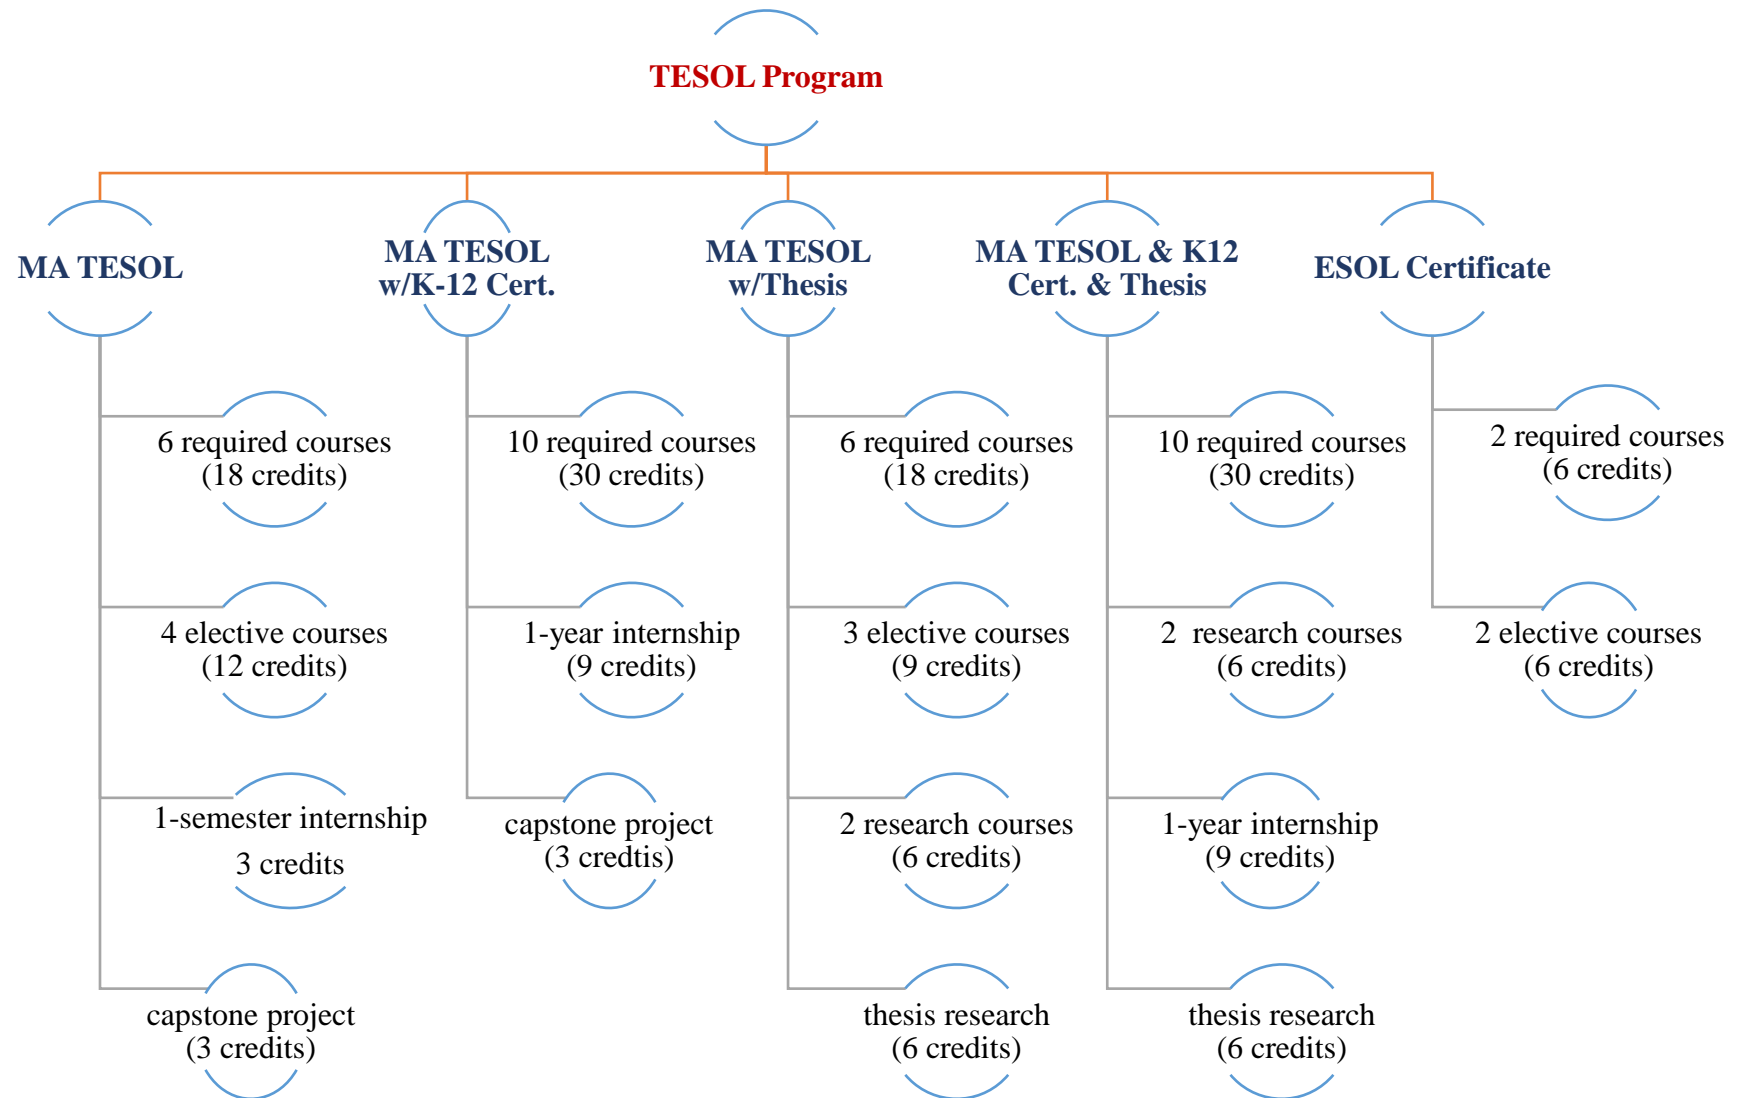 TESOL Program
MA TESOL
MA TESOL
w/K-12 Cert.
MA TESOL
w/Thesis
MA TESOL & K12
Cert. & Thesis
ESOL Certificate
6 required courses
(18 credits)
4 elective courses
(12 credits)
1-semester internship
3 credits
capstone project
(3 credits)
10 required courses
(30 credits)
1-year internship
(9 credits)
capstone project
(3 credtis)
6 required courses
(18 credits)
3 elective courses
(9 credits)
2 research courses
(6 credits)
thesis research
(6 credits)
10 required courses
(30 credits)
2 research courses
(6 credits)
1-year internship
(9 credits)
thesis research
(6 credits)
2 required courses
(6 credits)
2 elective courses
(6 credits)